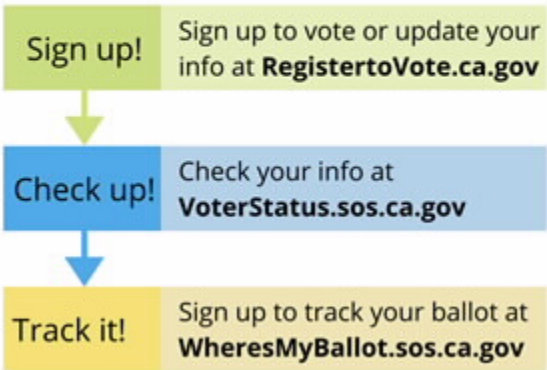 Sign up!
Sign up to vote or update your
info at RegistertoVote.ca.gov
Check up!
Check your info at
VoterStatus.sos.ca.gov
Track it!
Sign up to track your ballot at
WheresMyBallot.sos.ca.gov